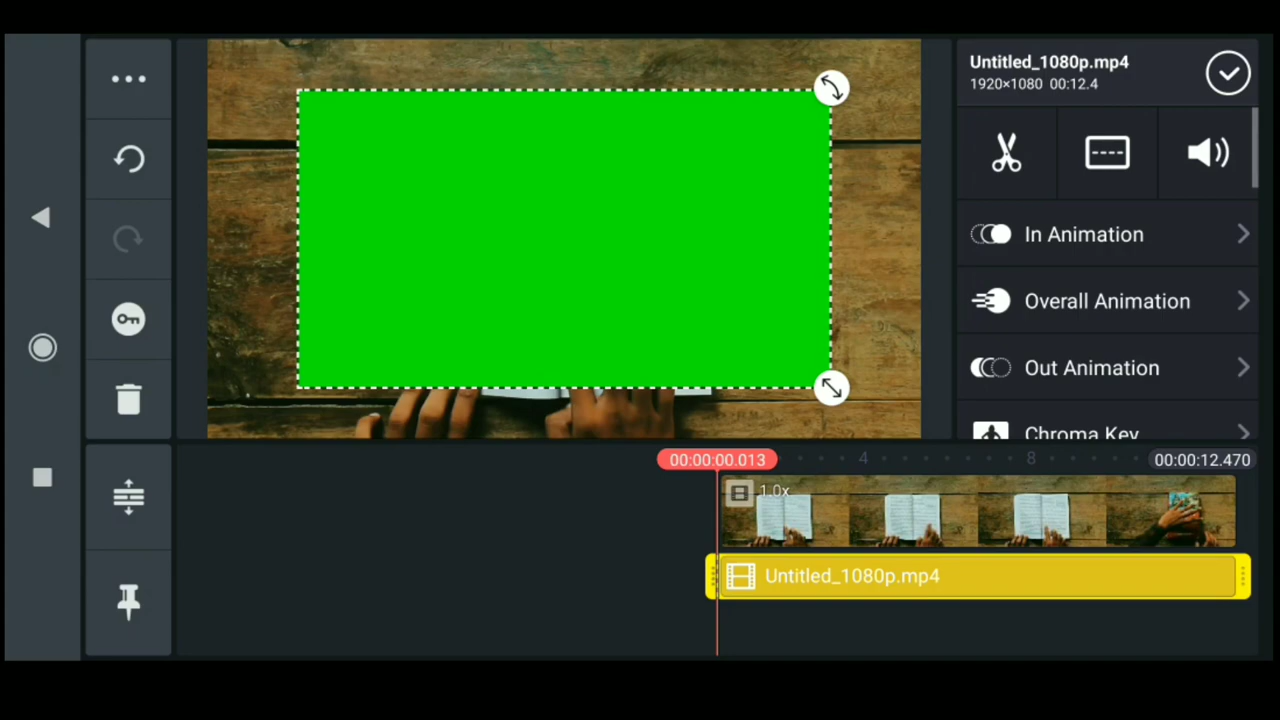 Untitled_1080p.mp4
1920×1080 00:12.4
In Animation
Overall Animation
Out Animation
Chroma Key
00:00:00.013
4
8
00:00:12.470
1.0x
Untitled_1080p.mp4